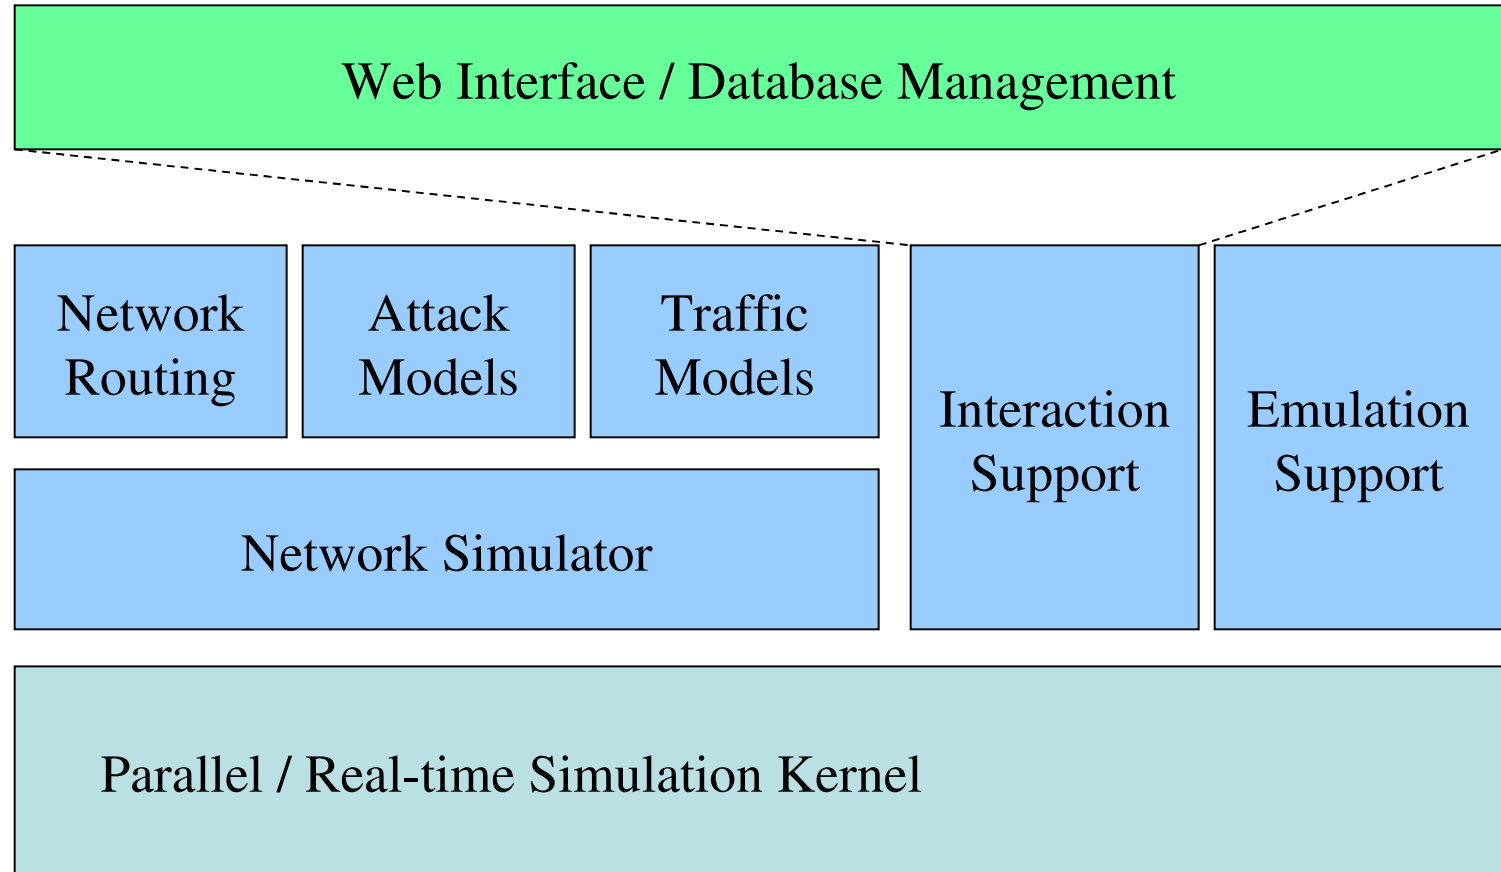 Web Interface / Database Management
Network
Routing
Attack
Models
Traffic
Models
Interaction
Support
Emulation
Support
Network Simulator
Parallel / Real-time Simulation Kernel